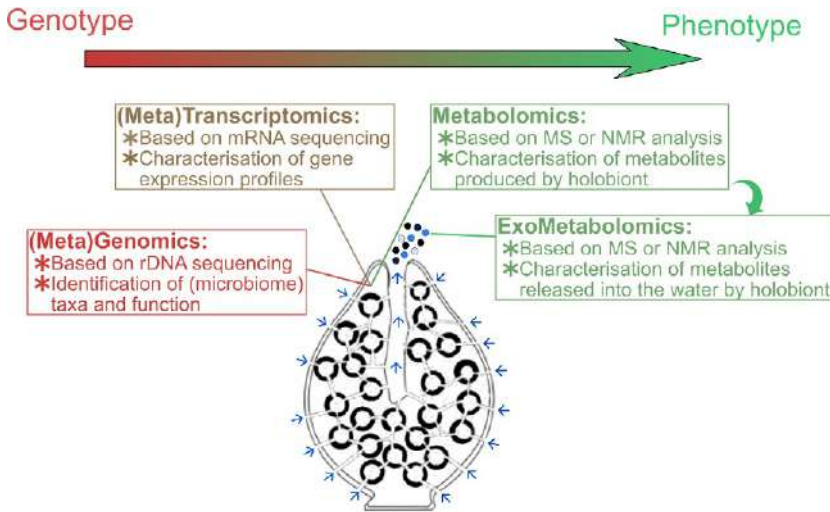 Genotype
Phenotype
(Meta)Transcriptomics:
*Based on mRNA sequencing
*Characterisation of gene
expression profiles
Metabolomics:
*Based on MS or NMR analysis
*Characterisation of metabolites
produced by holobiont
(Meta)Genomics:
*Based on rDNA sequencing
*Identification of (microbiome)
taxa and function
ExoMetabolomics:
*Based on MS or NMR analysis
*Characterisation of metabolites
released into the water by holobiont